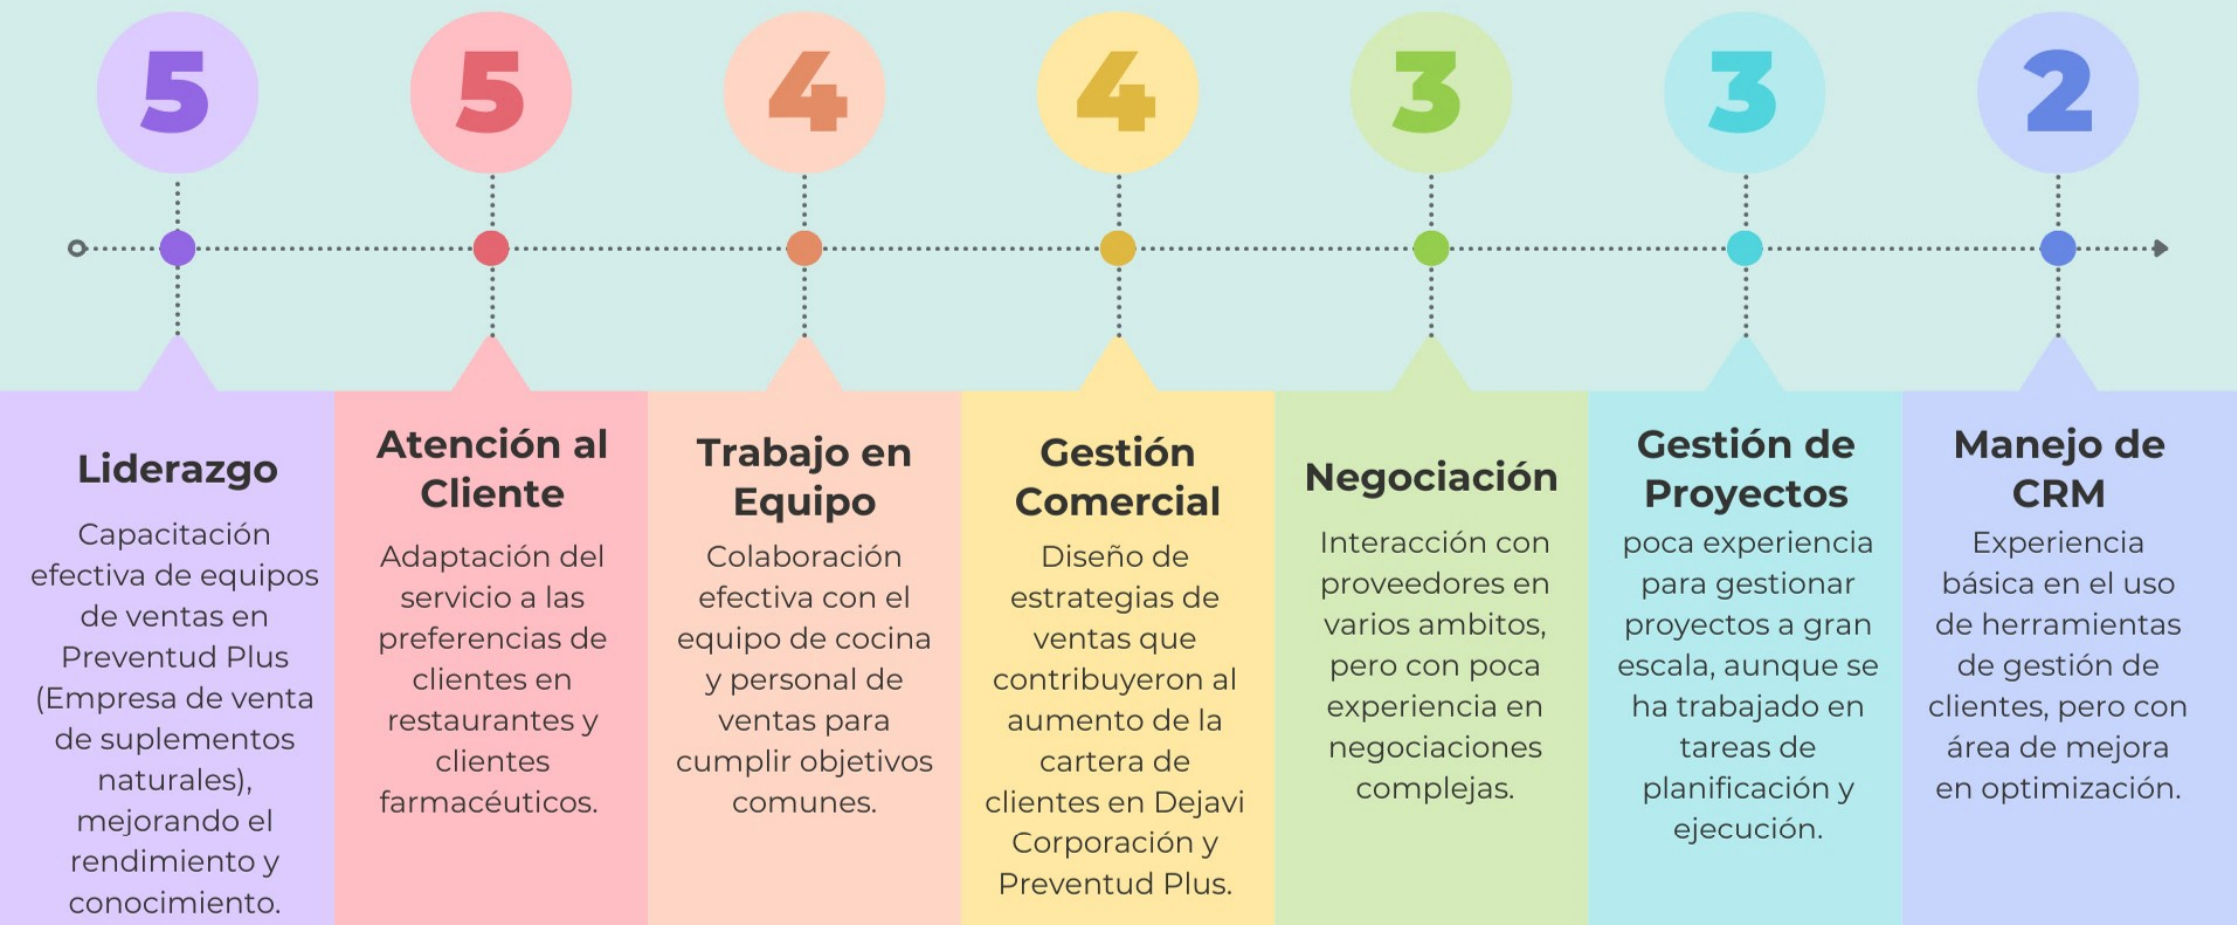 5
5
4
4
3
3
2
Liderazgo
Capacitación
efectiva de equipos
de ventas en
Preventud Plus
(Empresa de venta
de suplementos
naturales),
mejorando el
rendimiento y
conocimiento.
Atención al
Cliente
Adaptación del
servicio a las
preferencias de
clientes en
restaurantes y
clientes
farmacéuticos.
Trabajo en
Equipo
Colaboración
efectiva con el
equipo de cocina
y personal de
ventas para
cumplir objetivos
comunes.
Gestión
Comercial
Diseño de
estrategias de
ventas que
contribuyeron al
aumento de la
cartera de
clientes en Dejavi
Corporación y
Preventud Plus.
Negociación
Interacción con
proveedores en
varios ambitos,
pero con poca
experiencia en
negociaciones
complejas.
Gestión de
Proyectos
poca experiencia
para gestionar
proyectos a gran
escala, aunque se
ha trabajado en
tareas de
planificación y
ejecución.
Manejo de
CRM
Experiencia
básica en el uso
de herramientas
de gestión de
clientes, pero con
área de mejora
en optimización.